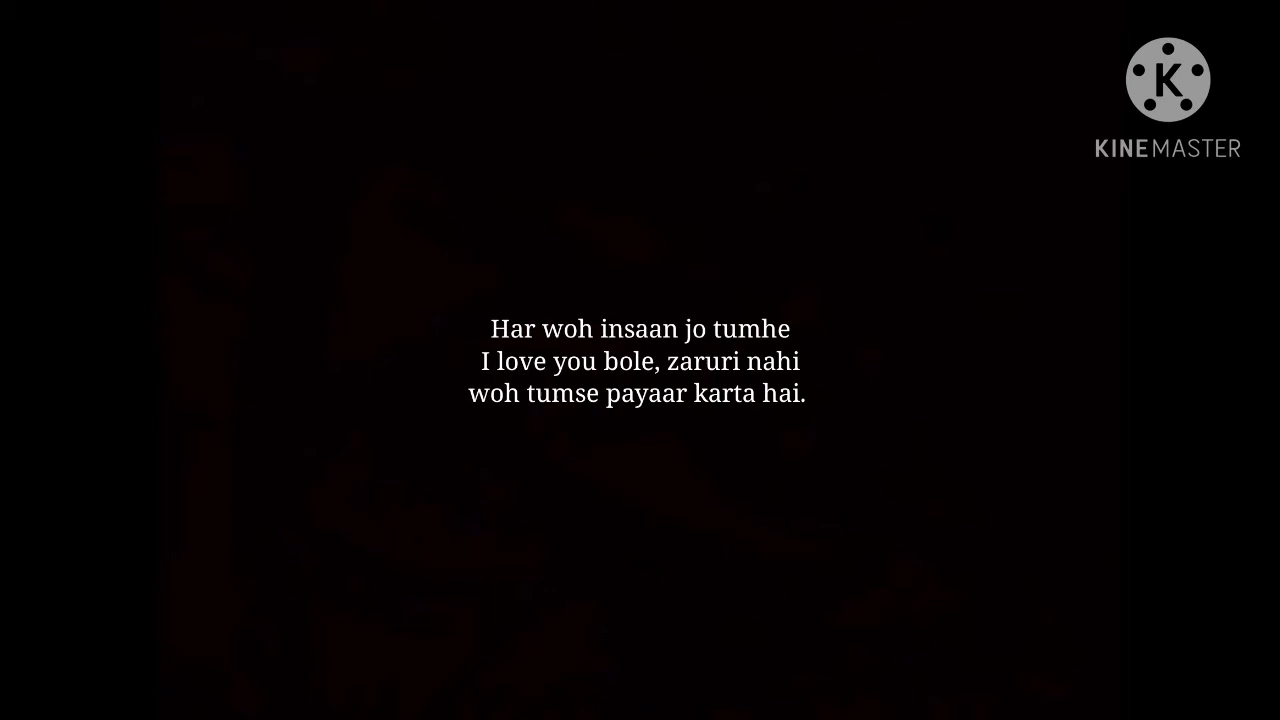 KINEMASTER
Har woh insaan jo tumhe
I love you bole, zaruri nahi
woh tumse payaar karta hai.